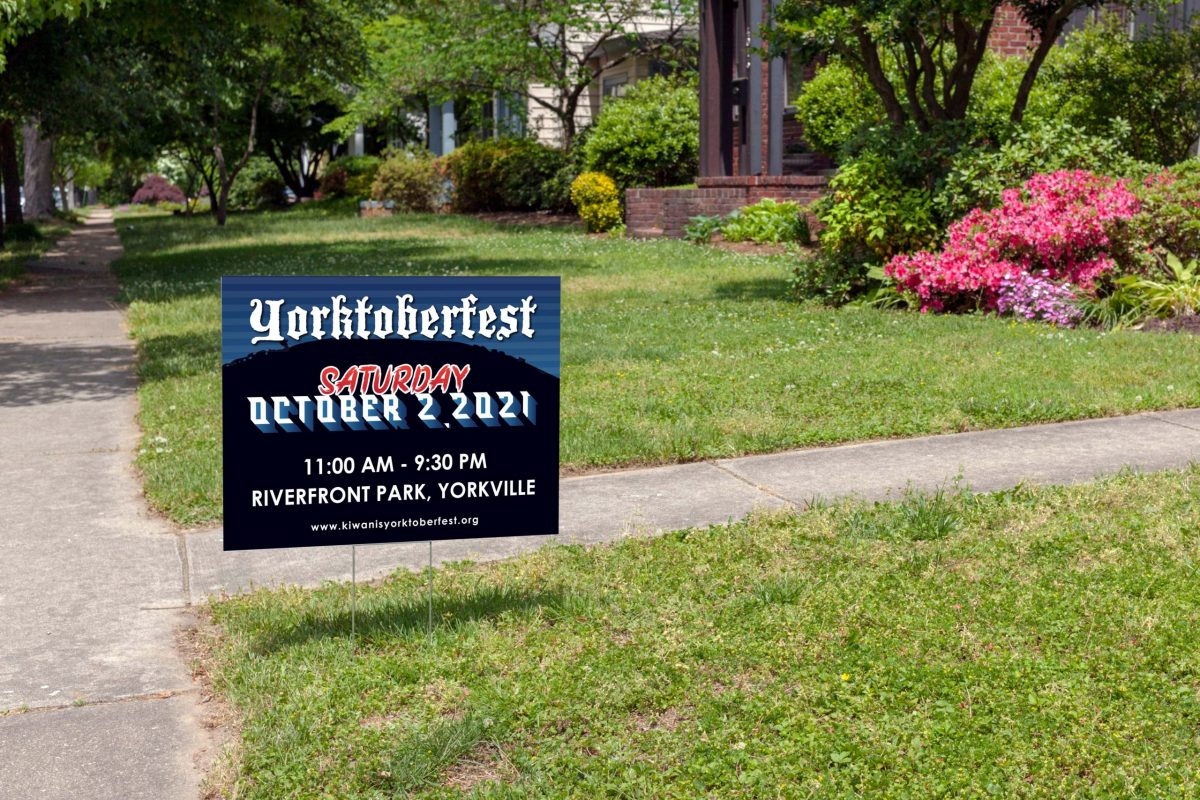 Yorktoberfest
SATURDAY
OCTOBER 2, 2021
11:00 AM - 9:30 PM
RIVERFRONT PARK, YORKVILLE
www.kiwanisyorktoberfest.org